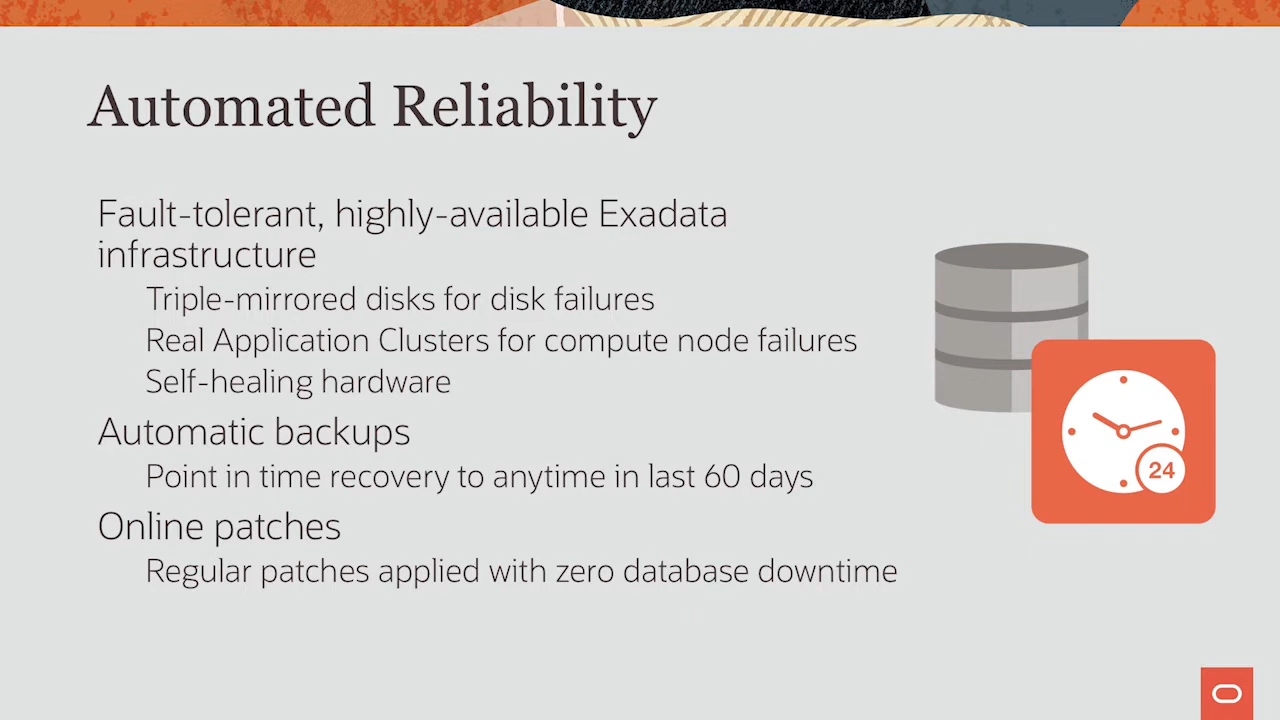 Automated Reliability
Fault-tolerant, highly-available Exadata
infrastructure
Triple-mirrored disks for disk failures
Real Application Clusters for compute node failures
Self-healing hardware
Automatic backups
Point in time recovery to anytime in last 60 days
Online patches
Regular patches applied with zero database downtime
24